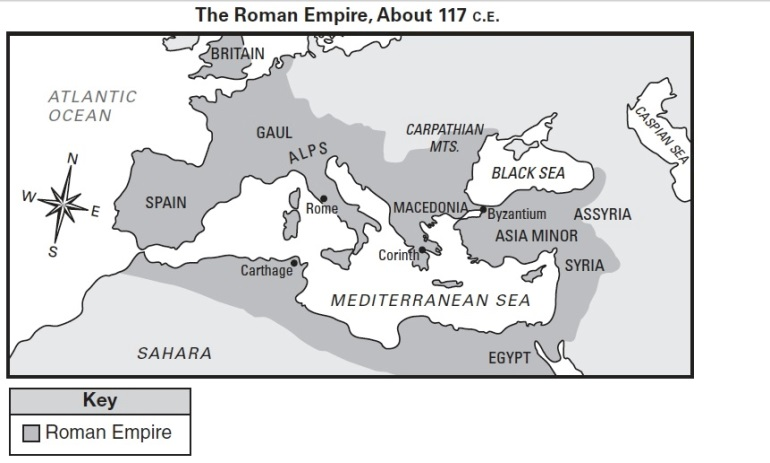 The Roman Empire, About 117 C.E.
BRITAIN
ATLANTIC
OCEAN
CASPIAN SEA
GAUL
CARPATHIAN
MTS.
ALPS
N
BLACK SEA
W
E
S
SPAIN
Rome
MACEDONIA
Byzantium
ASSYRIA
ASIA MINOR
Corinth
SYRIA
Carthage
MEDITERRANEAN SEA
SAHARA
EGYPT
Key
Roman Empire